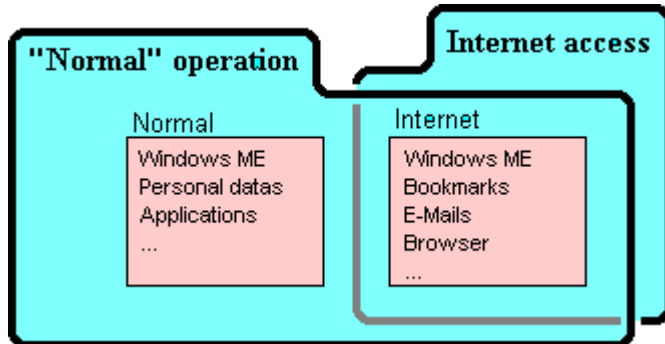 "Normal" operation
Internet access
Normal
Windows ME
Personal datas
Applications
...
Internet
Windows ME
Bookmarks
E-Mails
Browser
...